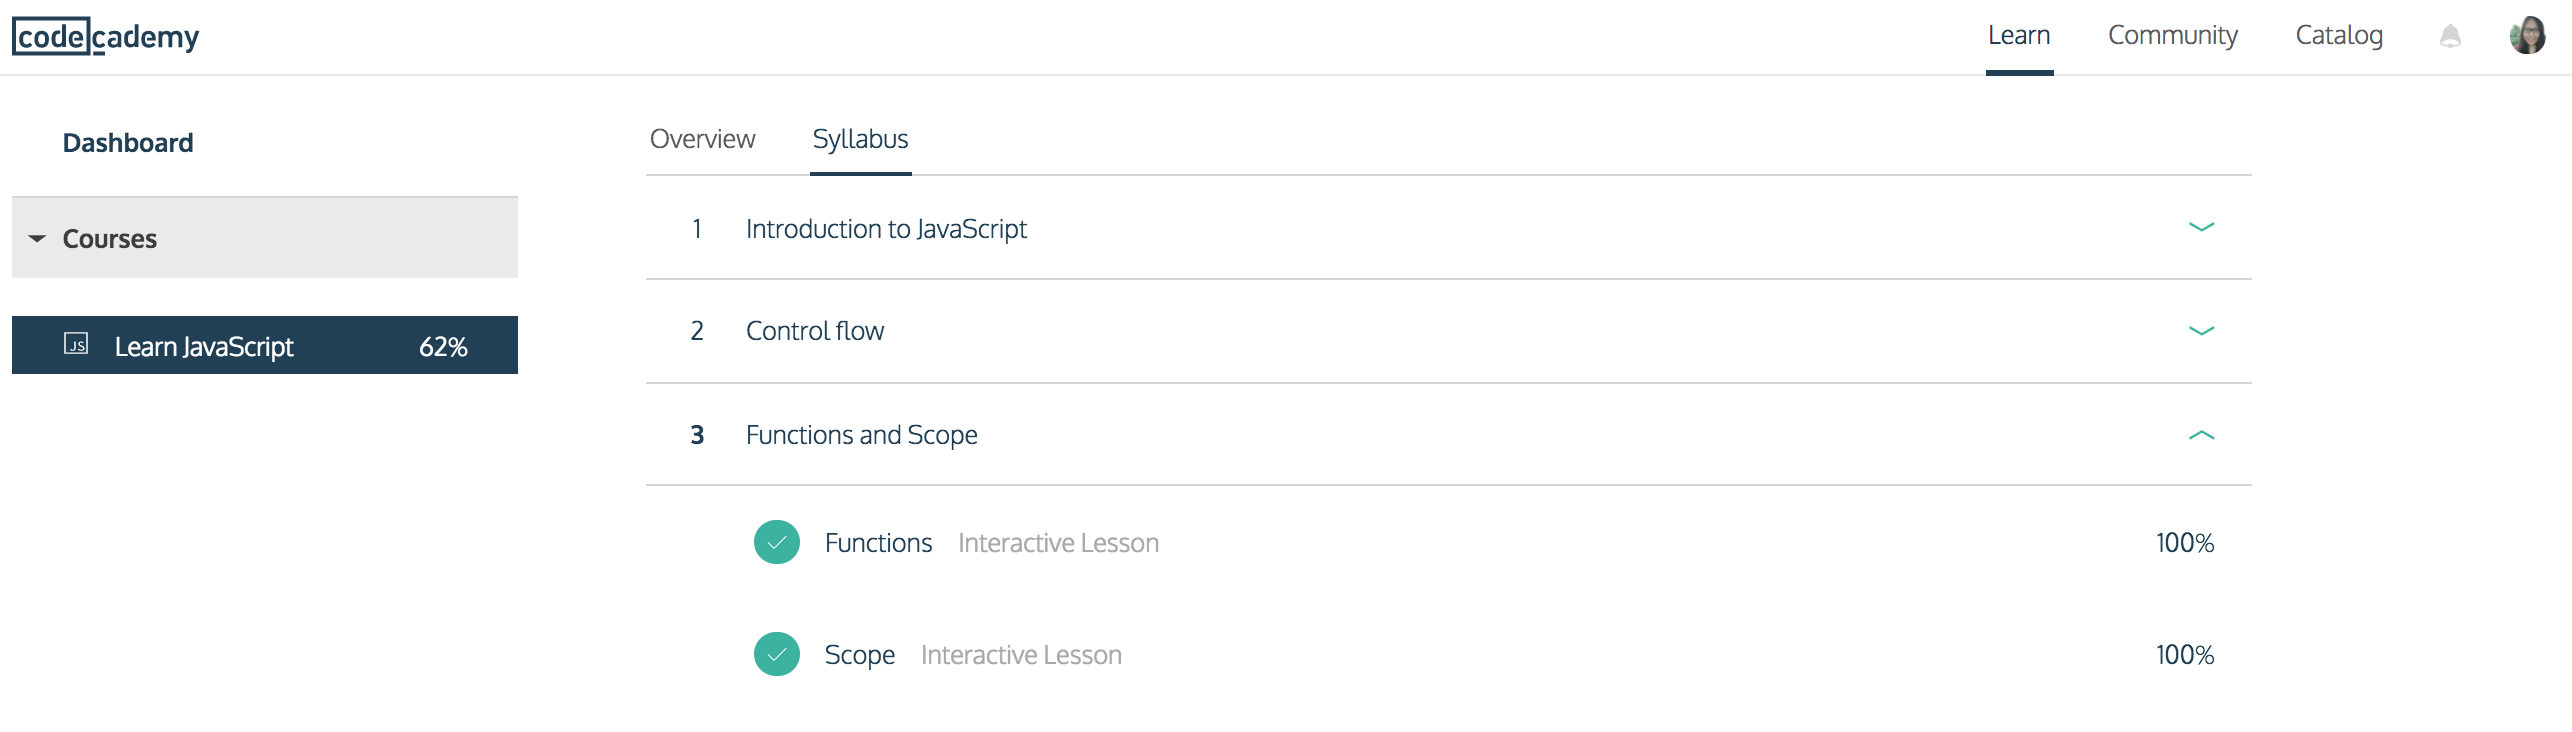 codecademy
Learn Community Catalog
Dashboard
Overview Syllabus
Courses
1 Introduction to JavaScript
JS Learn JavaScript 62%
2 Control flow
3 Functions and Scope
Functions Interactive Lesson 100%
Scope Interactive Lesson 100%